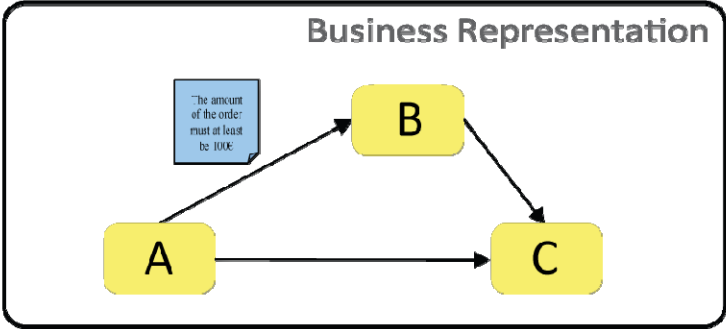 Business Representation
The amount
of the order
must at least
be 100€
B
A
C